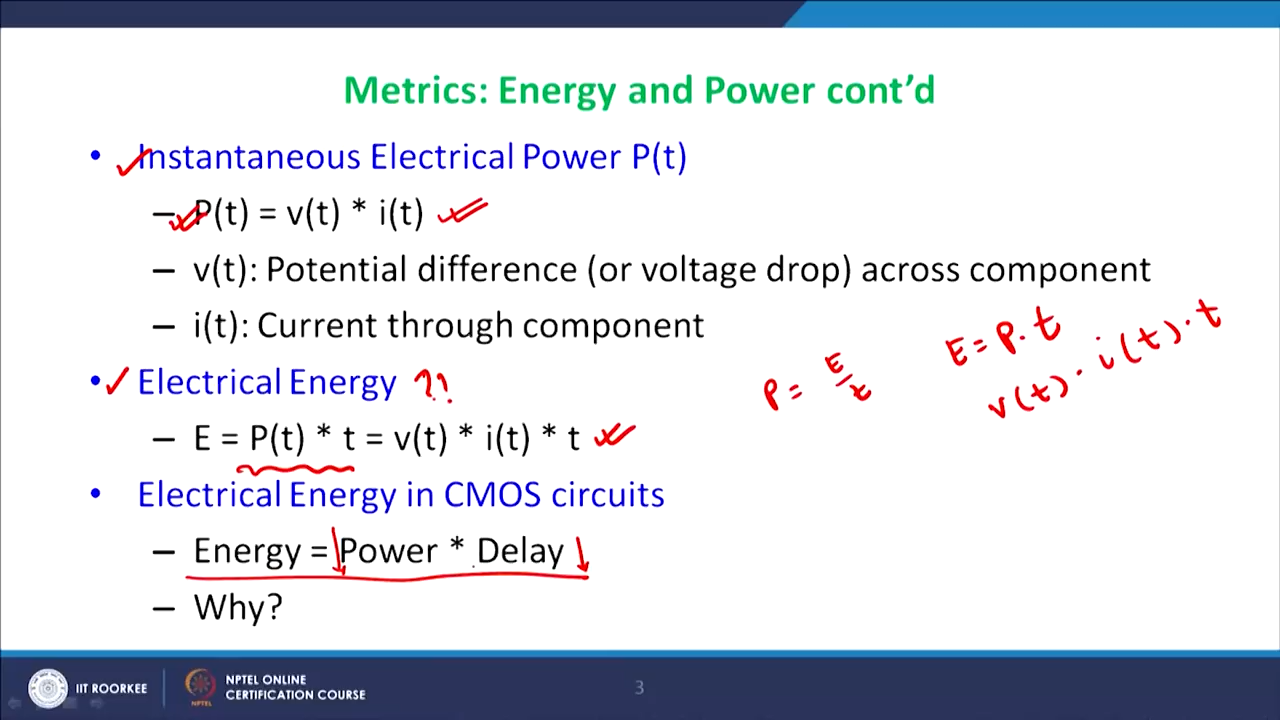 Metrics: Energy and Power cont’d
• Instantaneous Electrical Power P(t)
– P(t) = v(t) * i(t)
– v(t): Potential difference (or voltage drop) across component
– i(t): Current through component
• Electrical Energy ??
– E = P(t) * t = v(t) * i(t) * t
P = E/t
E = P · t
v(t) · i(t) · t
• Electrical Energy in CMOS circuits
– Energy = Power * Delay
– Why?
IIT ROORKEE
NPTEL ONLINE
CERTIFICATION COURSE
NPTEL
3